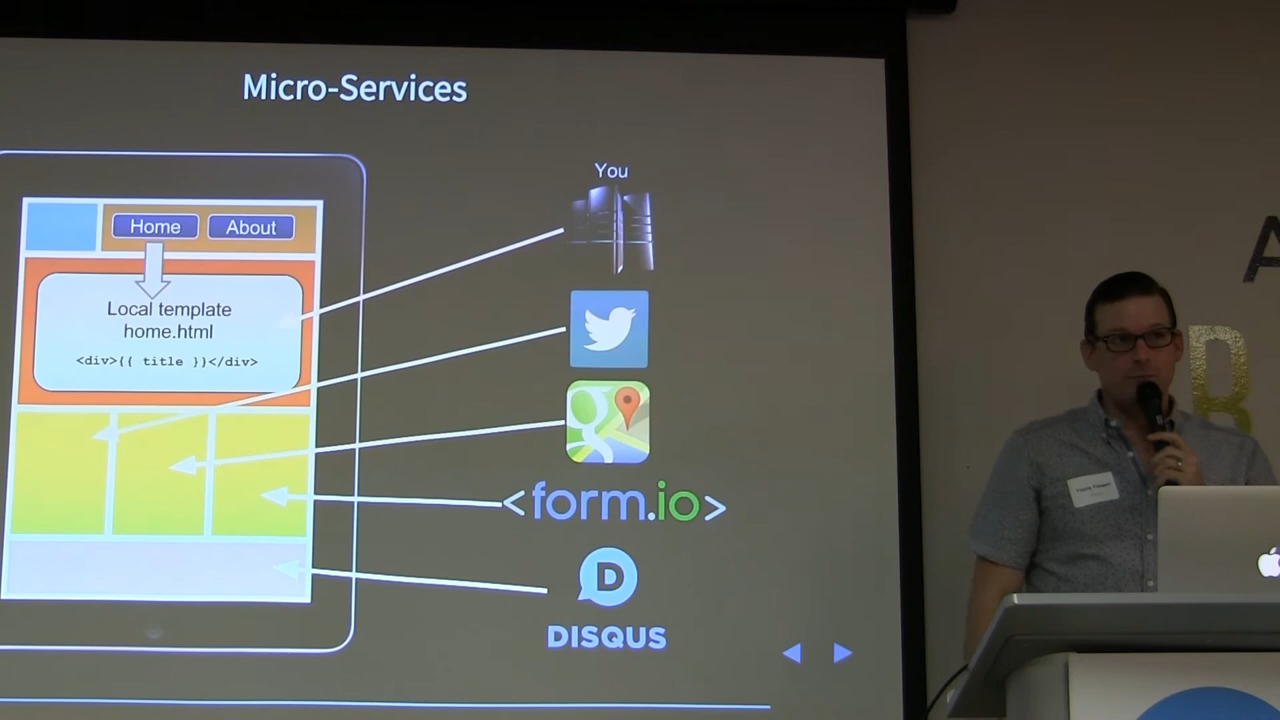 Micro-Services
You
Home
About
Local template
home.html
<div>{{ title }}</div>
<form.io>
D
DISQUS
A
R